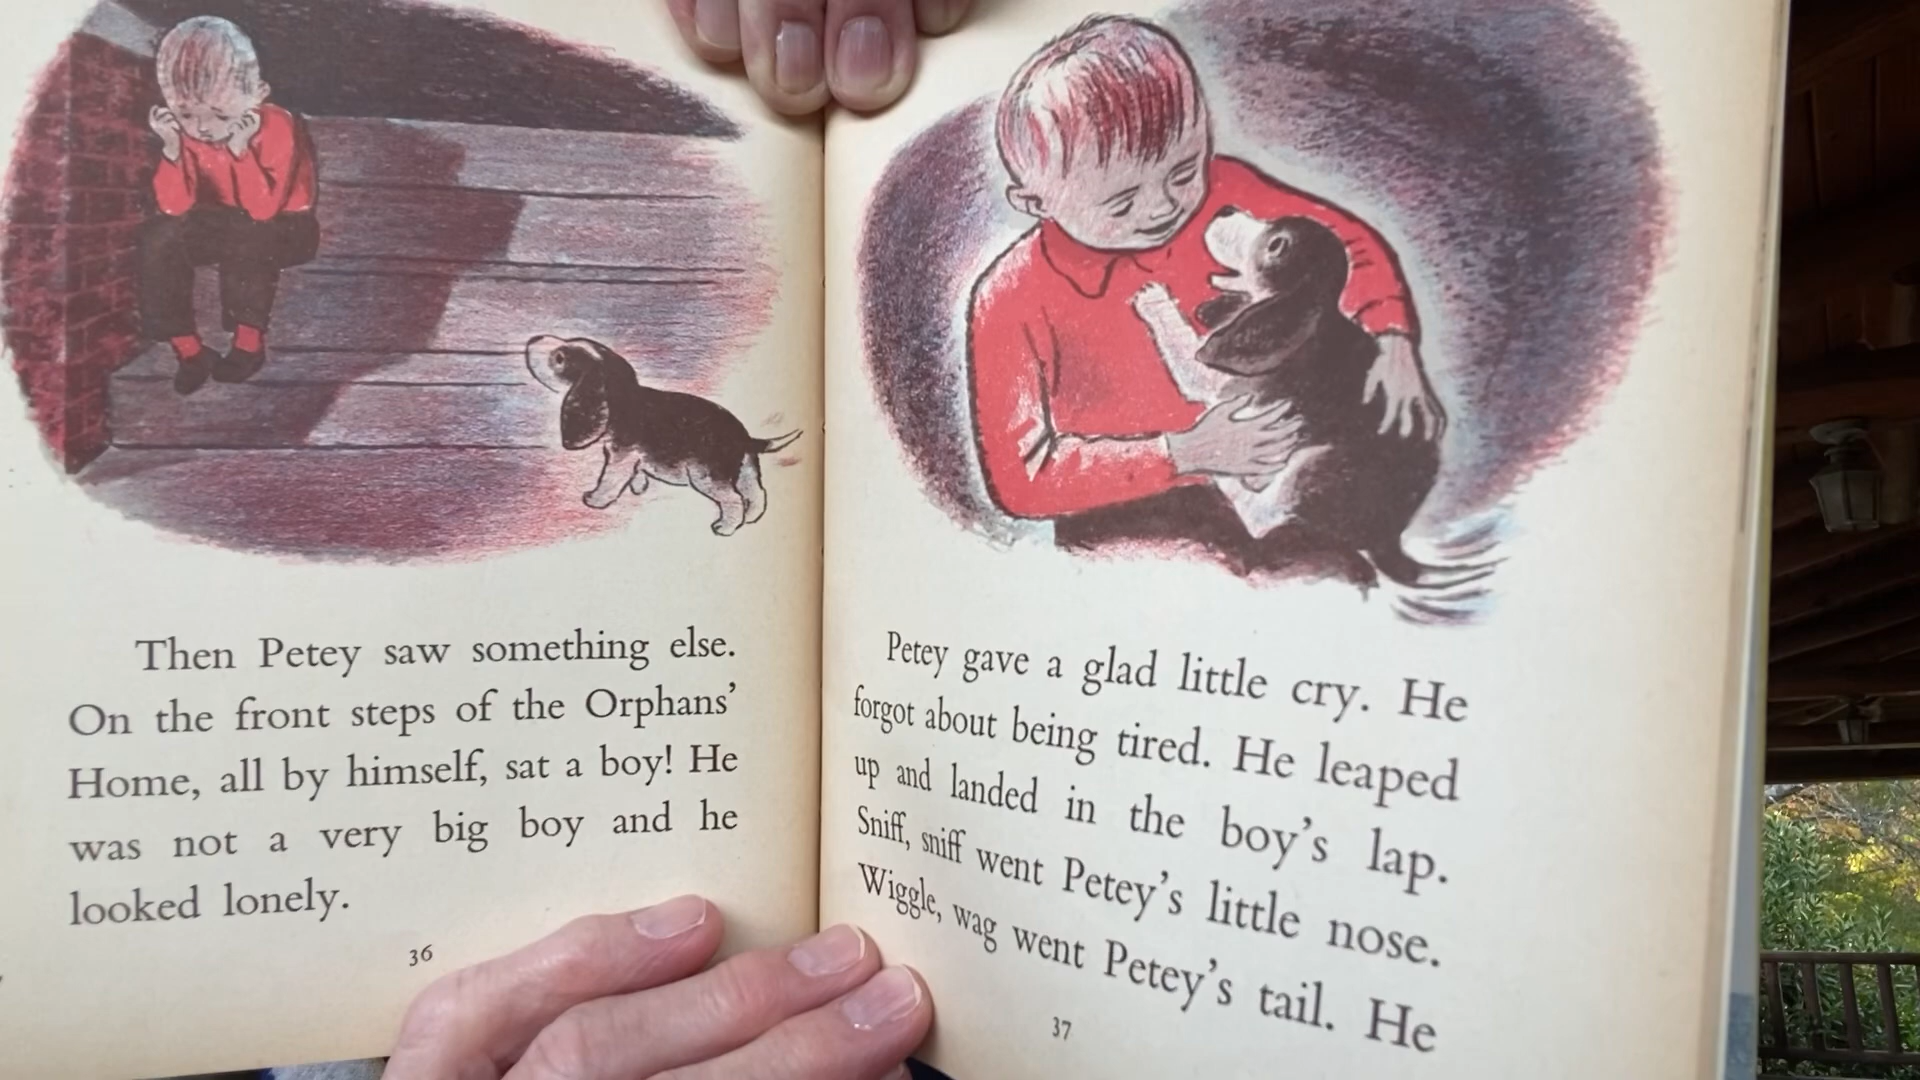 Then Petey saw something else.
On the front steps of the Orphans’
Home, all by himself, sat a boy! He
was not a very big boy and he
looked lonely.
36
Petey gave a glad little cry. He
forgot about being tired. He leaped
up and landed in the boy’s lap.
Sniff, sniff went Petey’s little nose.
Wiggle, wag went Petey’s tail. He
37